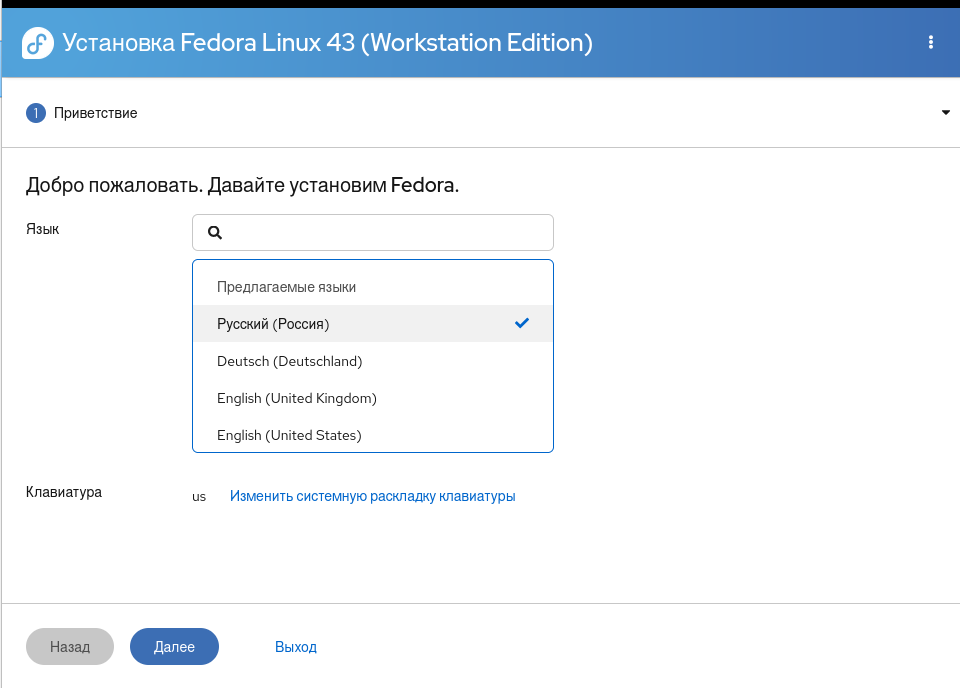 Установка Fedora Linux 43 (Workstation Edition)
1 Приветствие
Добро пожаловать. Давайте установим Fedora.
Язык
Предлагаемые языки
Русский (Россия)
Deutsch (Deutschland)
English (United Kingdom)
English (United States)
Клавиатура us Изменить системную раскладку клавиатуры
Назад Далее Выход